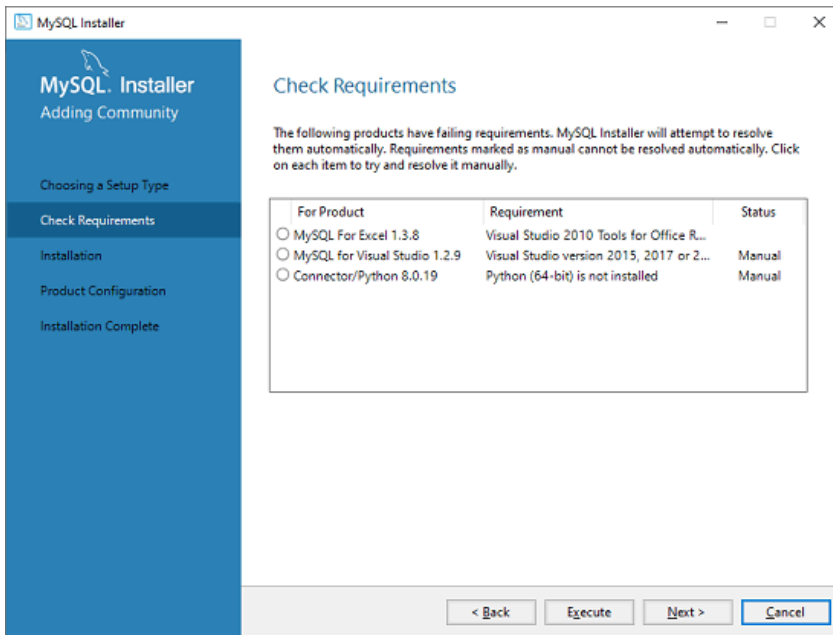 MySQL Installer
MySQL. Installer
Adding Community
Choosing a Setup Type
Check Requirements
Installation
Product Configuration
Installation Complete
Check Requirements
The following products have failing requirements. MySQL Installer will attempt to resolve
them automatically. Requirements marked as manual cannot be resolved automatically. Click
on each item to try and resolve it manually.
For Product Requirement Status
MySQL For Excel 1.3.8 Visual Studio 2010 Tools for Office R...
MySQL for Visual Studio 1.2.9 Visual Studio version 2015, 2017 or 2... Manual
Connector/Python 8.0.19 Python (64-bit) is not installed Manual
< Back Execute Next > Cancel